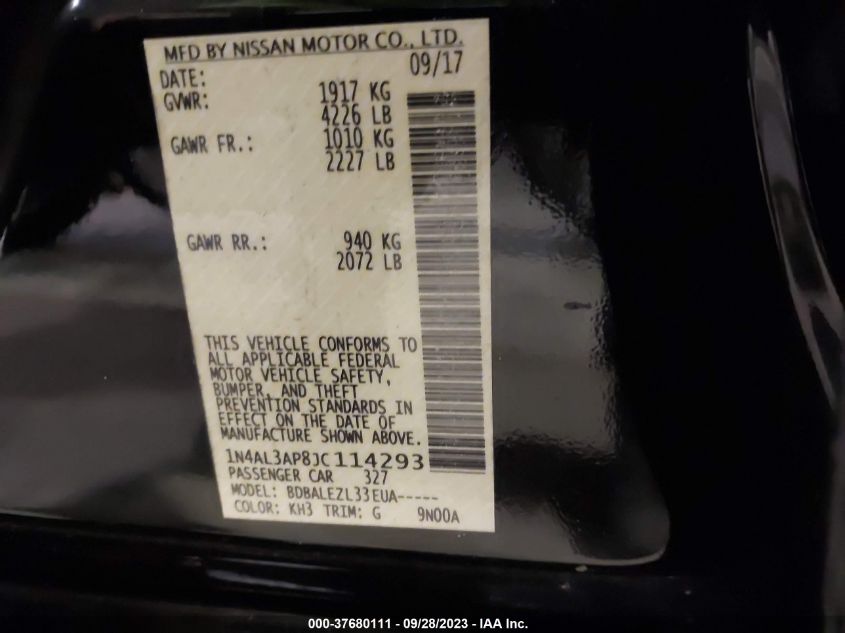 MFD BY NISSAN MOTOR CO., LTD.
DATE: 09/17
GVWR: 1917 KG
4226 LB
GAWR FR.: 1010 KG
2227 LB
GAWR RR.: 940 KG
2072 LB
THIS VEHICLE CONFORMS TO
ALL APPLICABLE FEDERAL
MOTOR VEHICLE SAFETY,
BUMPER, AND THEFT
PREVENTION STANDARDS IN
EFFECT ON THE DATE OF
MANUFACTURE SHOWN ABOVE.
1N4AL3AP8JC114293
PASSENGER CAR 327
MODEL: BDBALEZL33EUA-----
COLOR: KH3 TRIM: G 9N00A
000-37680111 - 09/28/2023 - IAA Inc.